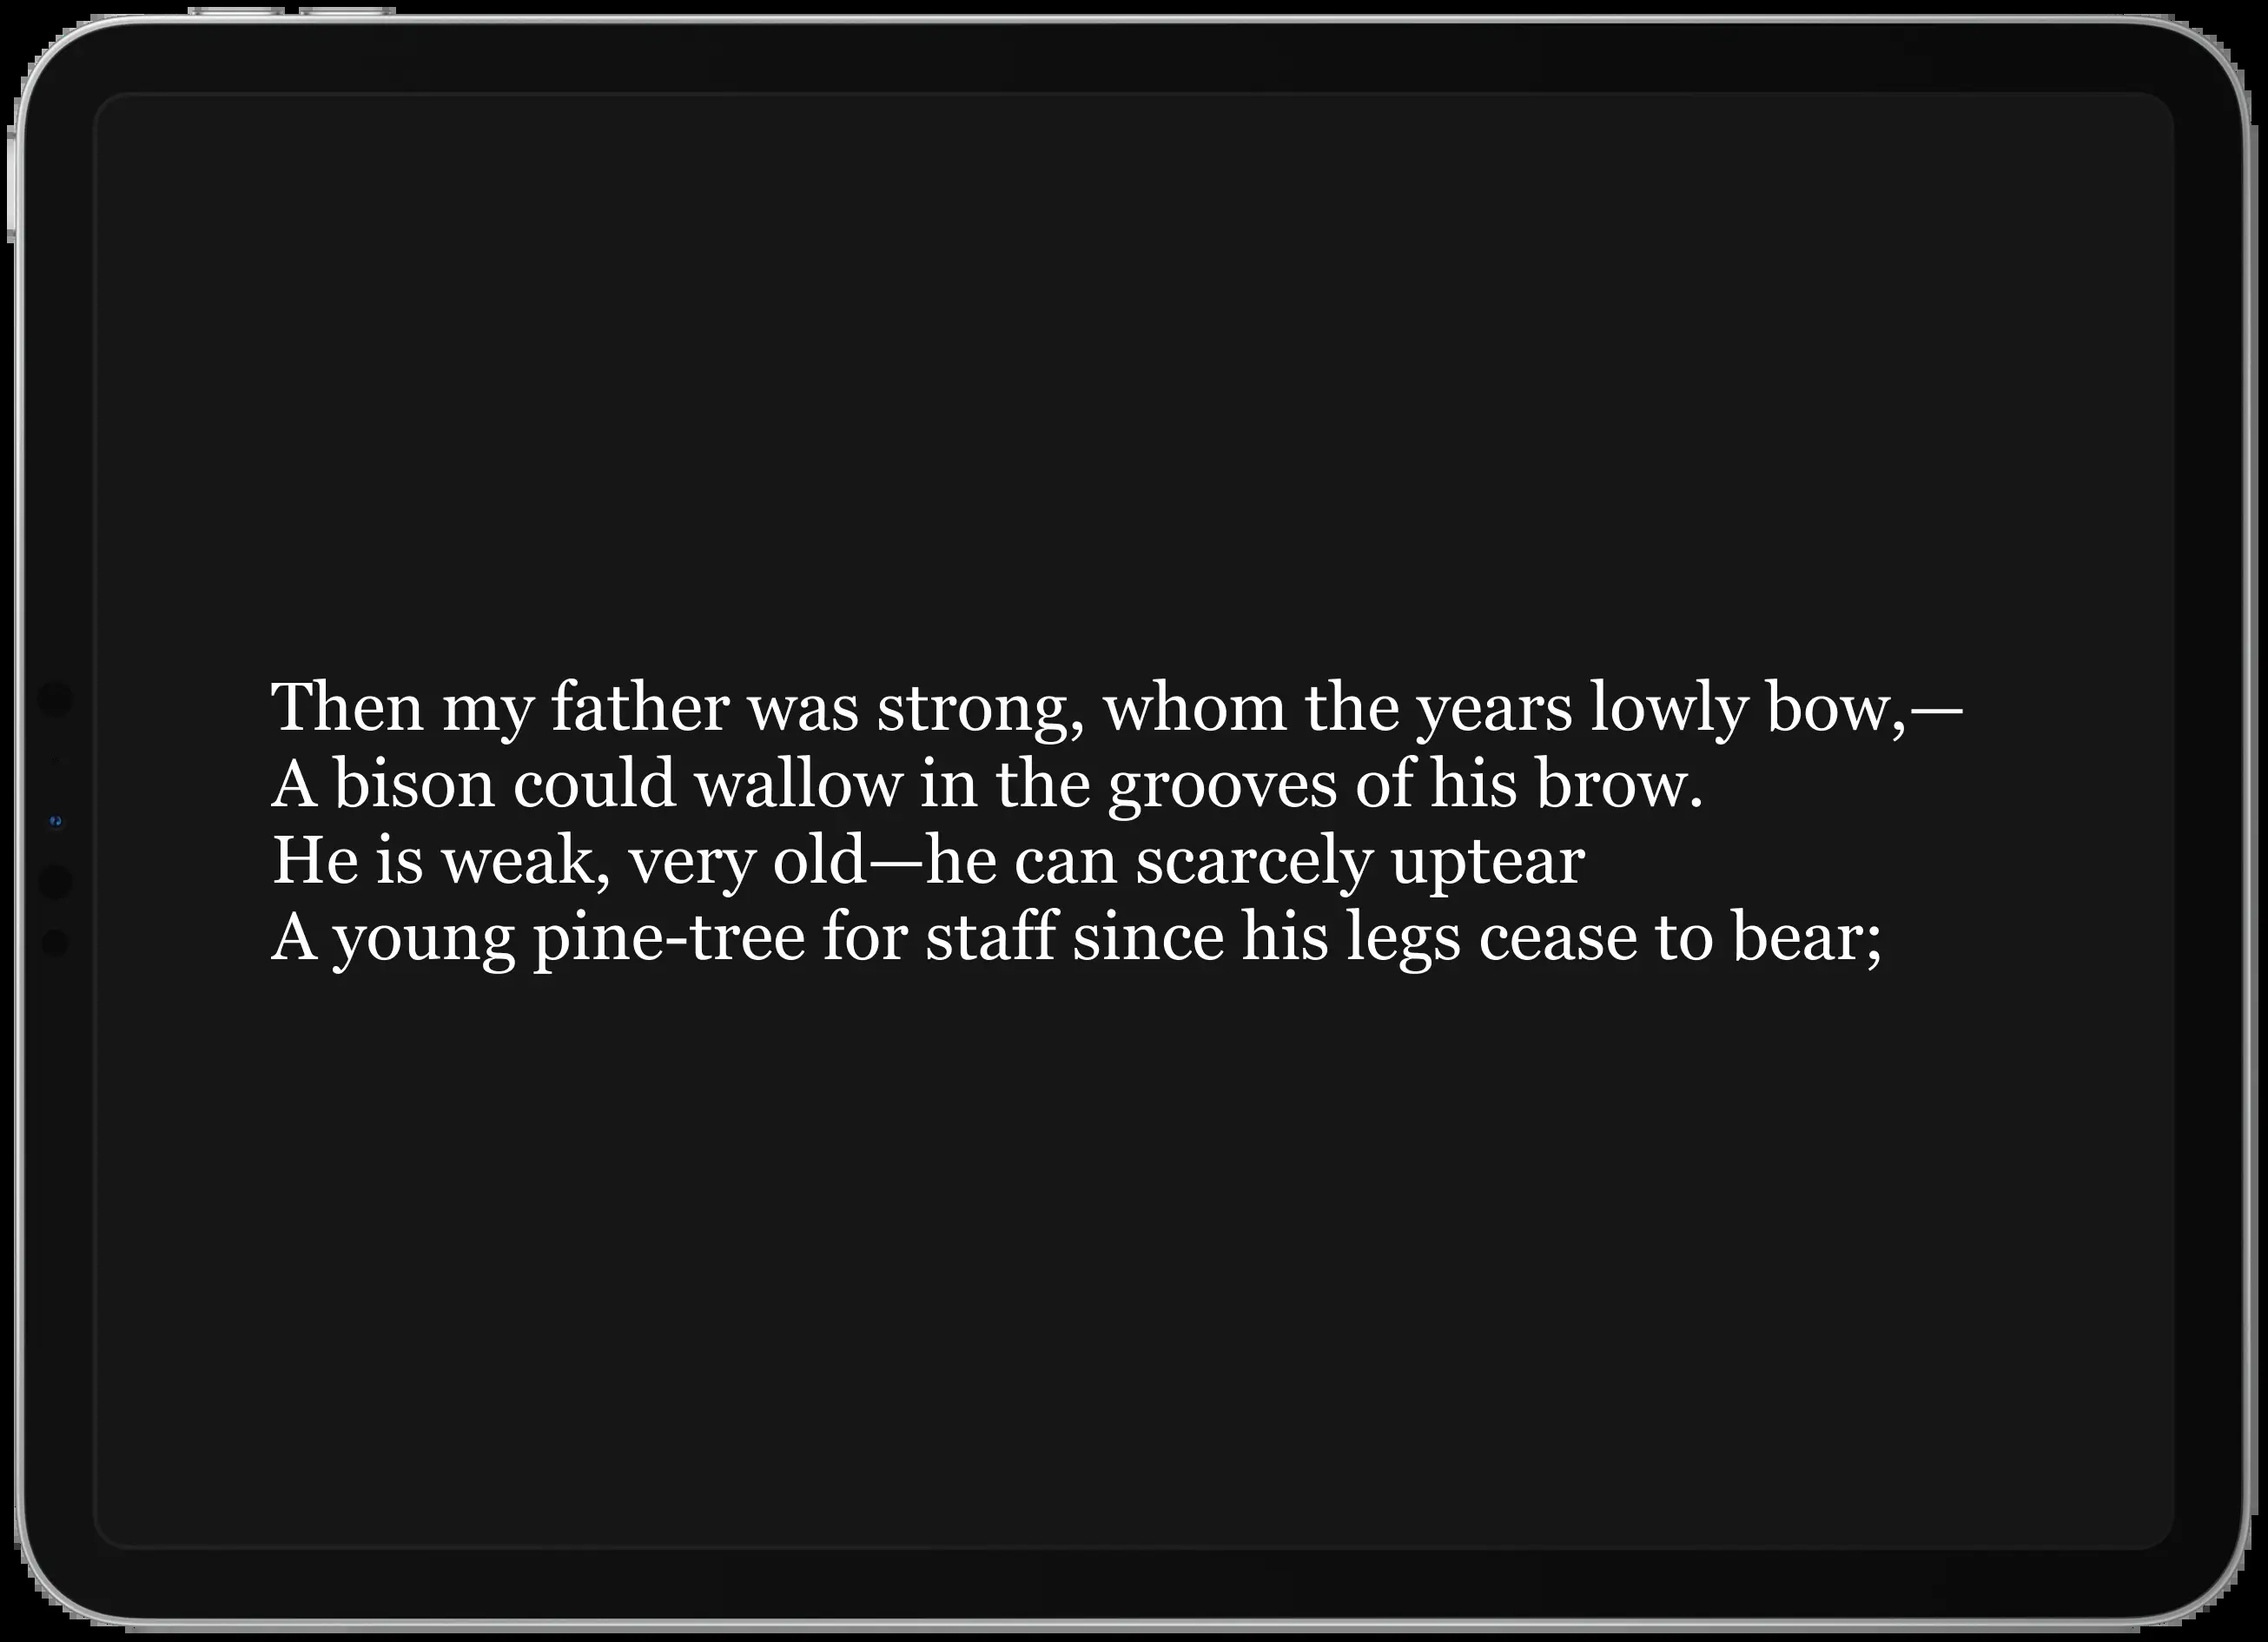 Then my father was strong, whom the years lowly bow,—
A bison could wallow in the grooves of his brow.
He is weak, very old—he can scarcely uptear
A young pine-tree for staff since his legs cease to bear;